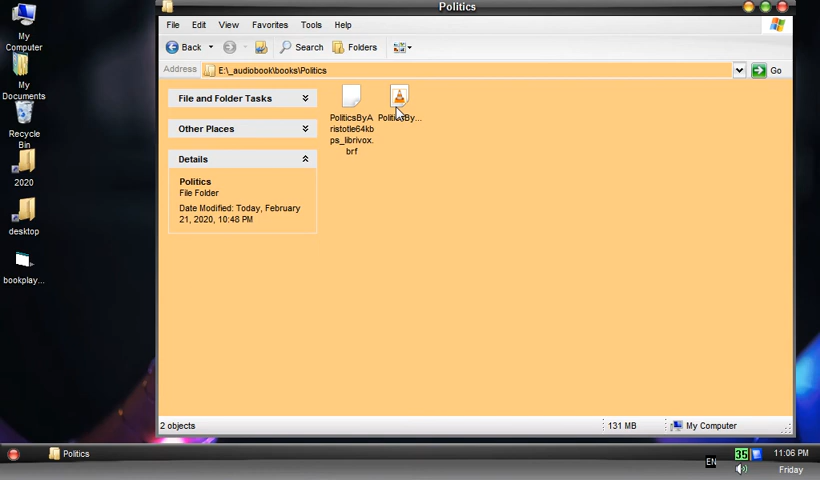 Politics
File Edit View Favorites Tools Help
Back Search Folders
Address E:\_audiobook\books\Politics Go
My
Computer
My
Documents
Recycle
Bin
2020
desktop
bookplay...
File and Folder Tasks
Other Places
Details
Politics
File Folder
Date Modified: Today, February
21, 2020, 10:48 PM
PoliticsByA
ristotle64kb
ps_librivox.
brf
PoliticsBy...
2 objects 131 MB My Computer
Politics
EN
35
11:06 PM
Friday